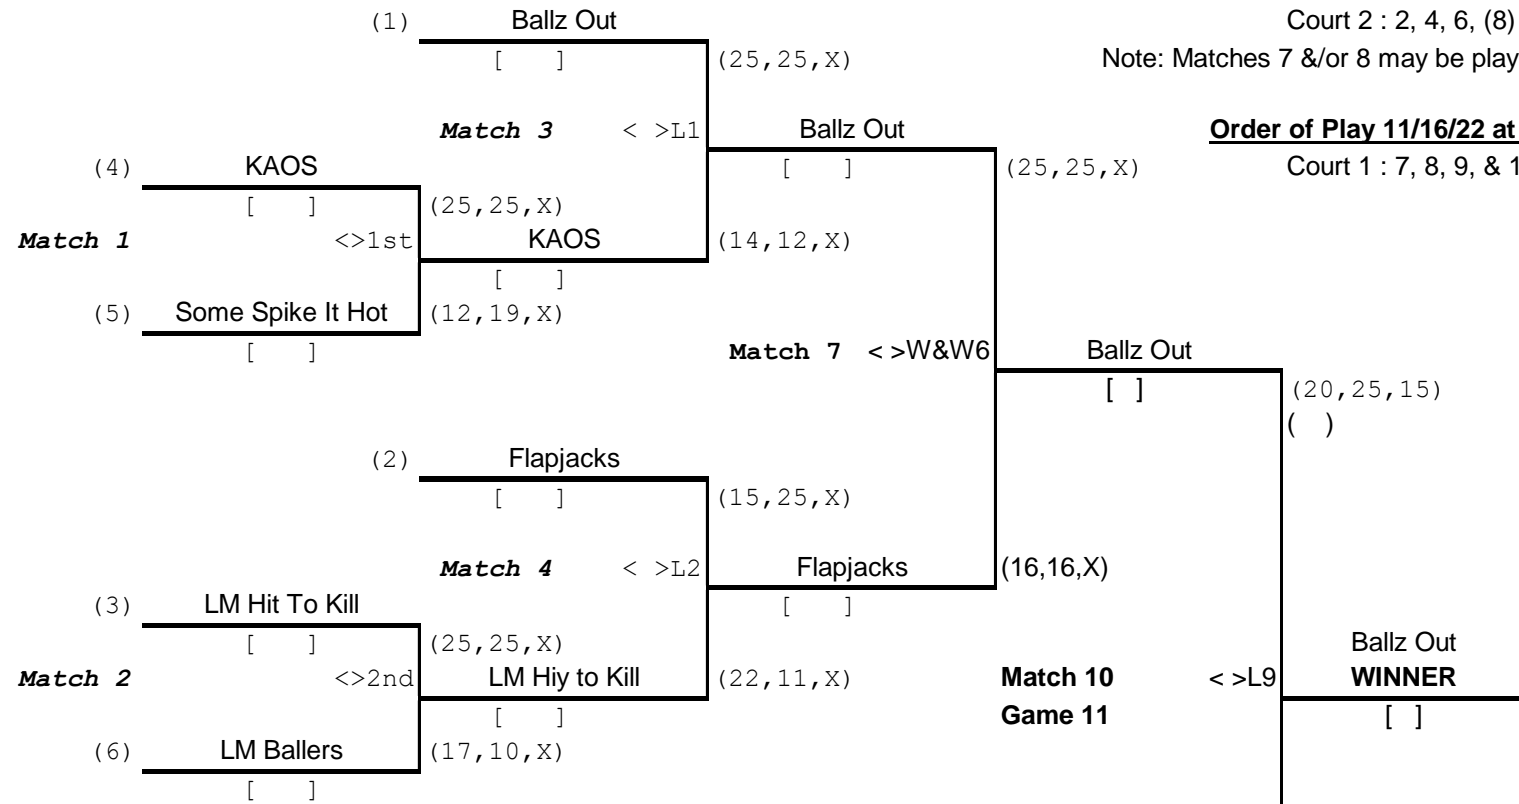 (1) Ballz Out Court 2 : 2, 4, 6, (8)
[ ] (25,25,X) Note: Matches 7 &/or 8 may be play
Match 3 < >L1 Ballz Out Order of Play 11/16/22 at
(4) KAOS [ ] (25,25,X) Court 1 : 7, 8, 9, & 1
[ ] (25,25,X)
Match 1 <>1st KAOS (14,12,X)
[ ]
(5) Some Spike It Hot (12,19,X)
[ ] Match 7 < >W&W6 Ballz Out
[ ] (20,25,15)
( )
(2) Flapjacks
[ ] (15,25,X)
Match 4 < >L2 Flapjacks (16,16,X)
(3) LM Hit To Kill [ ]
[ ] (25,25,X) Ballz Out
Match 2 <>2nd LM Hiy to Kill (22,11,X) Match 10 < >L9 WINNER
[ ] Game 11 [ ]
(6) LM Ballers (17,10,X)
[ ]